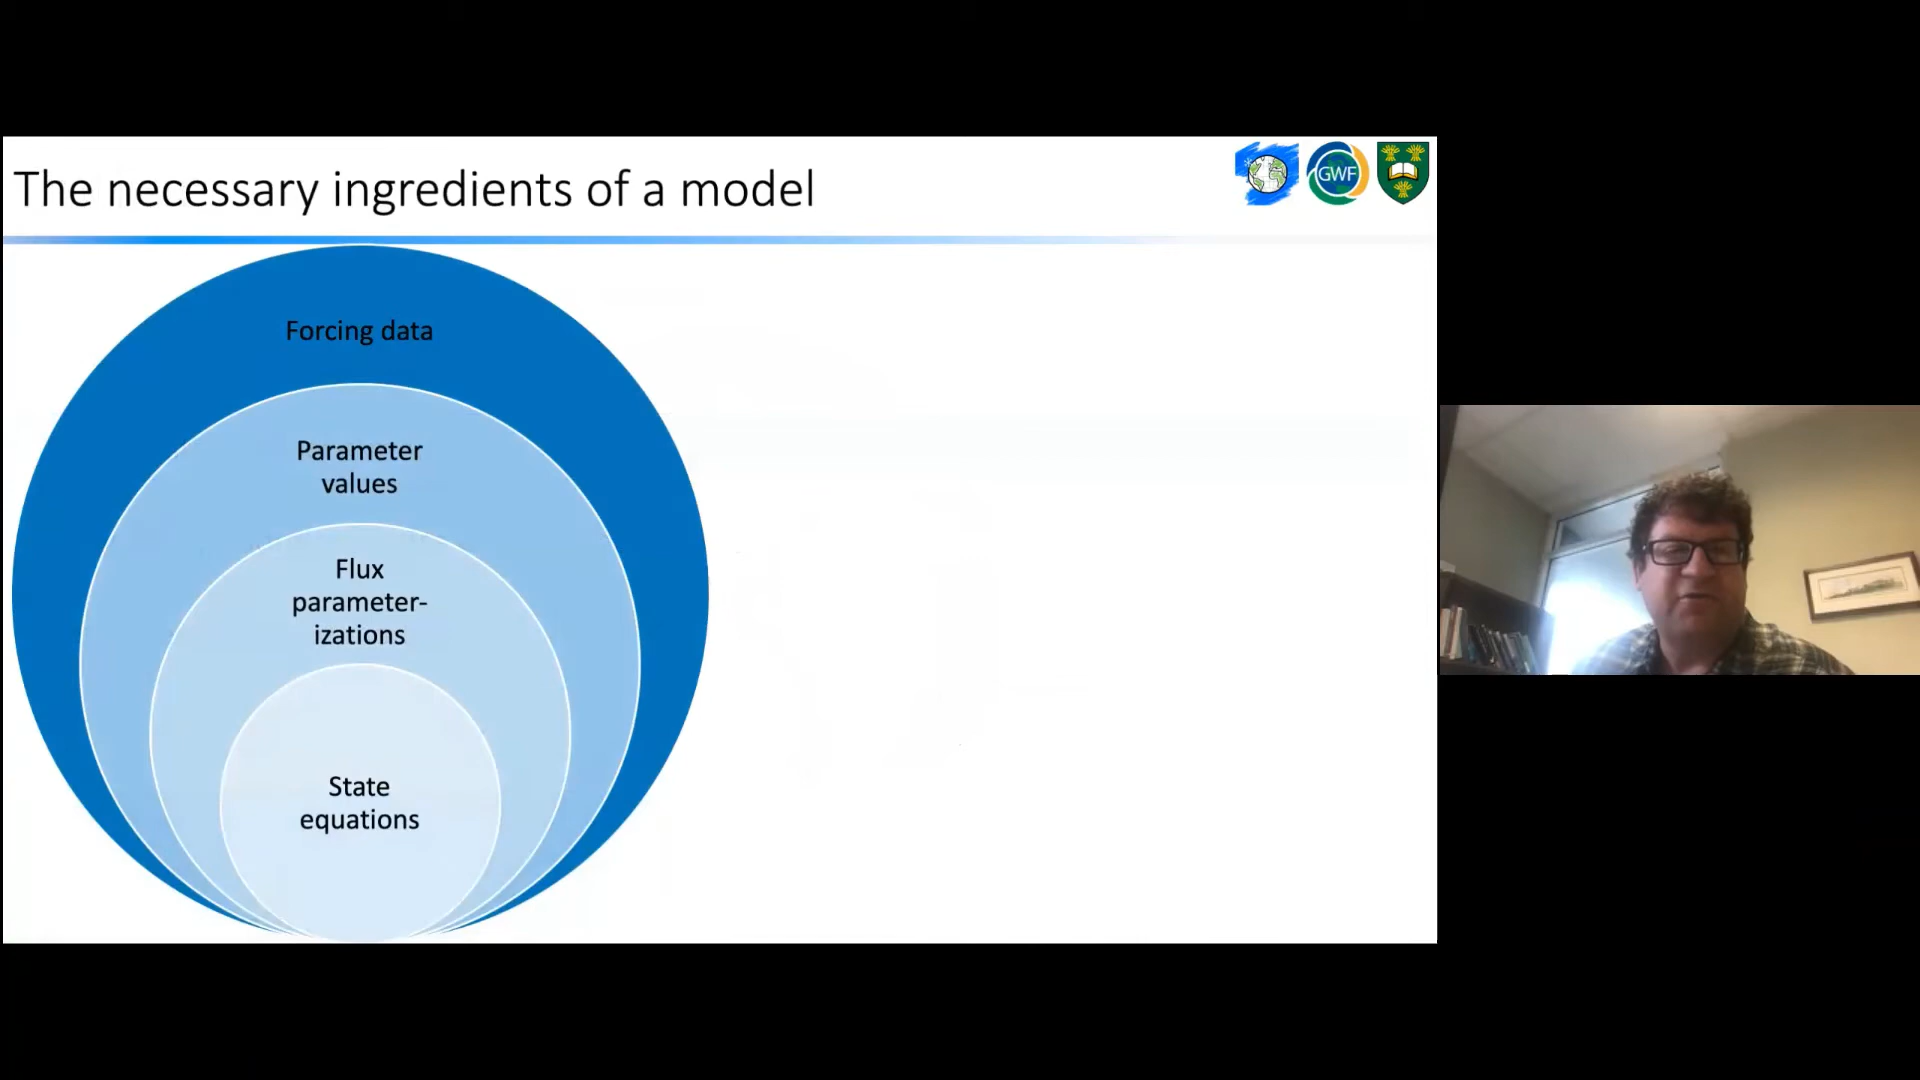 The necessary ingredients of a model
GWF
Forcing data
Parameter
values
Flux
parameter-
izations
State
equations